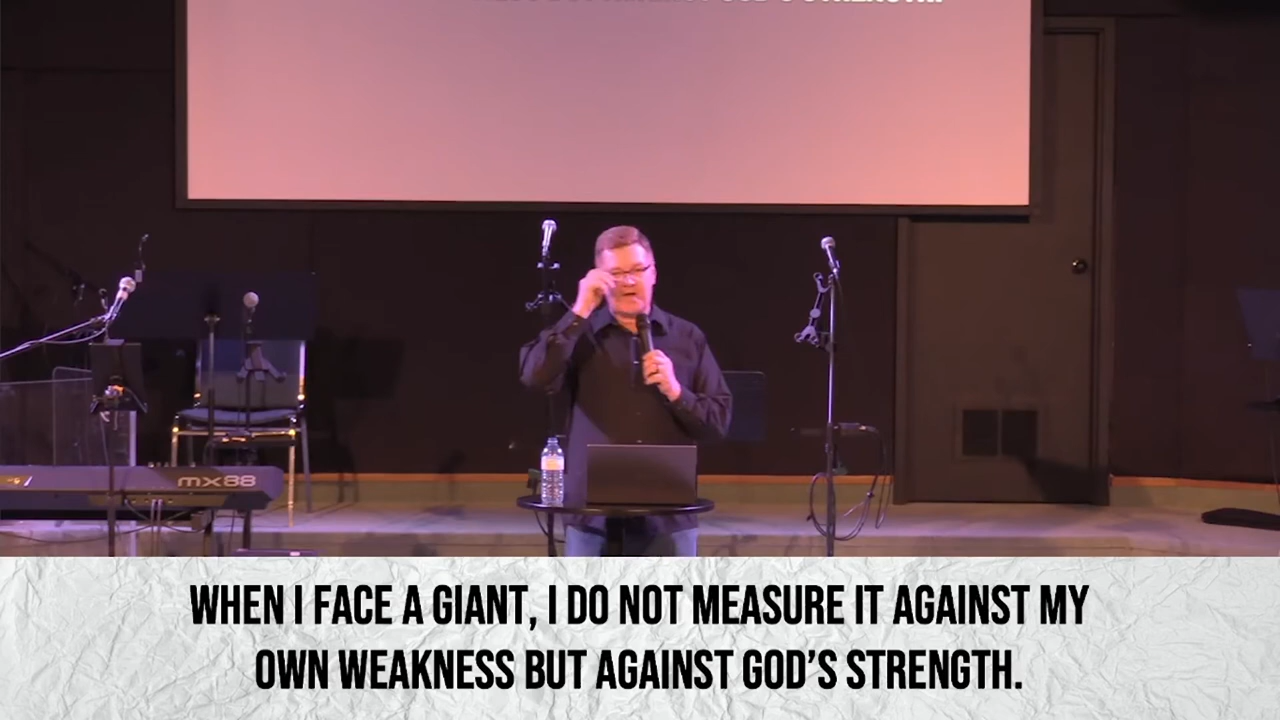 mx88
WHEN I FACE A GIANT, I DO NOT MEASURE IT AGAINST MY
OWN WEAKNESS BUT AGAINST GOD'S STRENGTH.